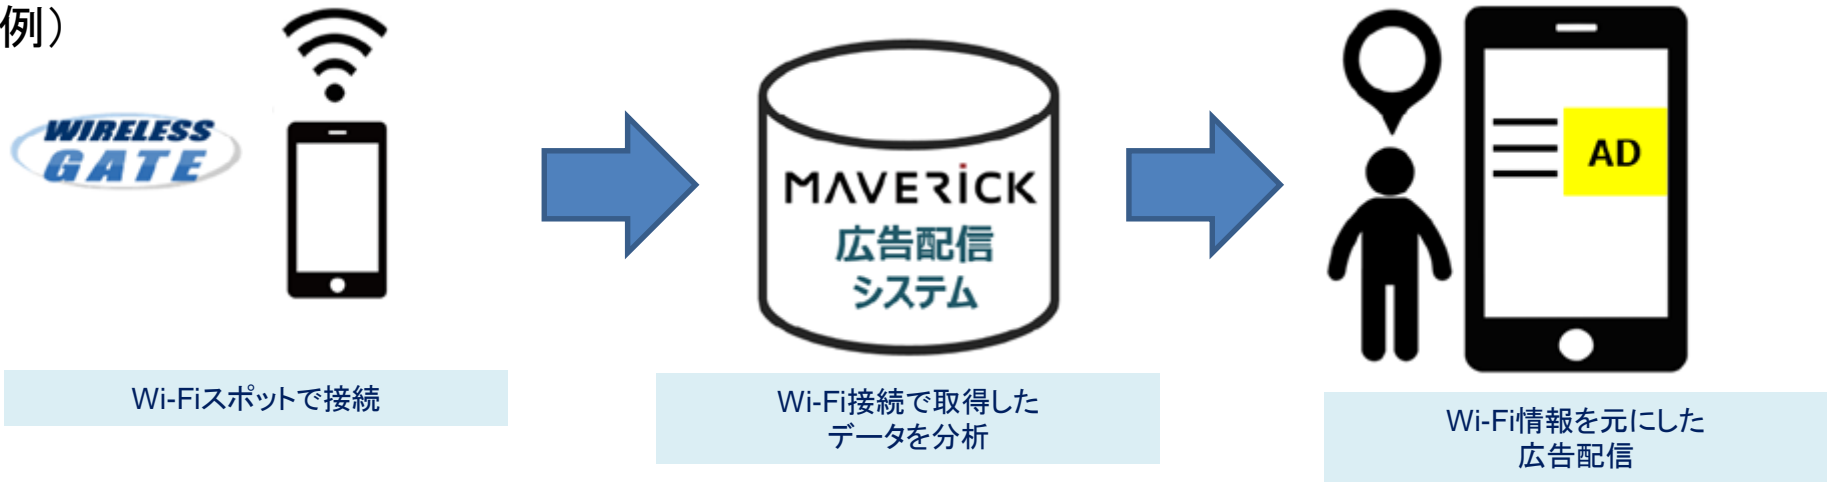 例）
WIRELESS
GATE
Wi-Fiスポットで接続
MAVERICK
広告配信
システム
Wi-Fi接続で取得した
データを分析
AD
Wi-Fi情報を元にした
広告配信